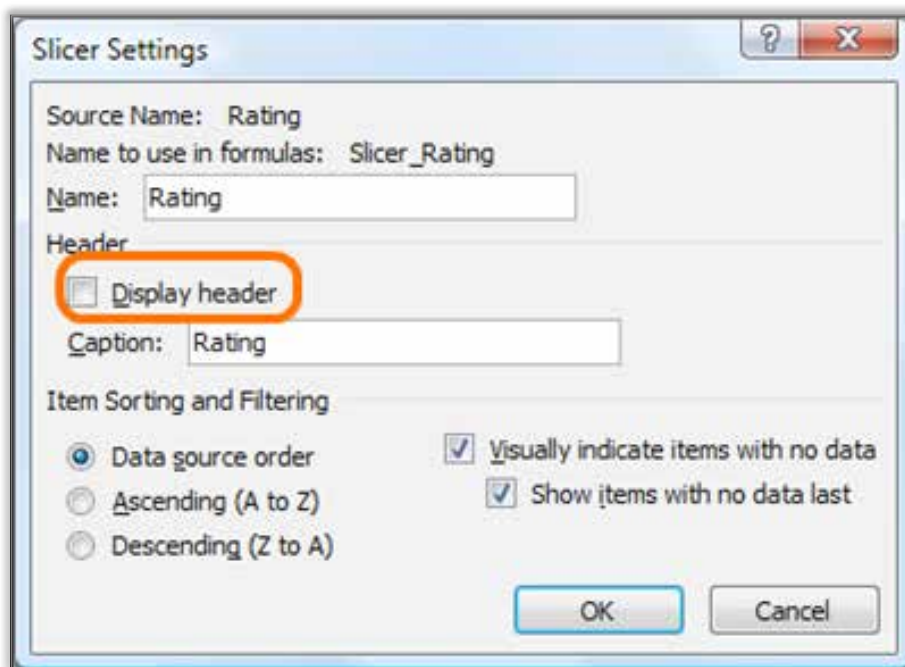 Slicer Settings
Source Name: Rating
Name to use in formulas: Slicer_Rating
Name: Rating
Header
Display header
Caption: Rating
Item Sorting and Filtering
Data source order
Visually indicate items with no data
Ascending (A to Z)
Show items with no data last
Descending (Z to A)
OK Cancel